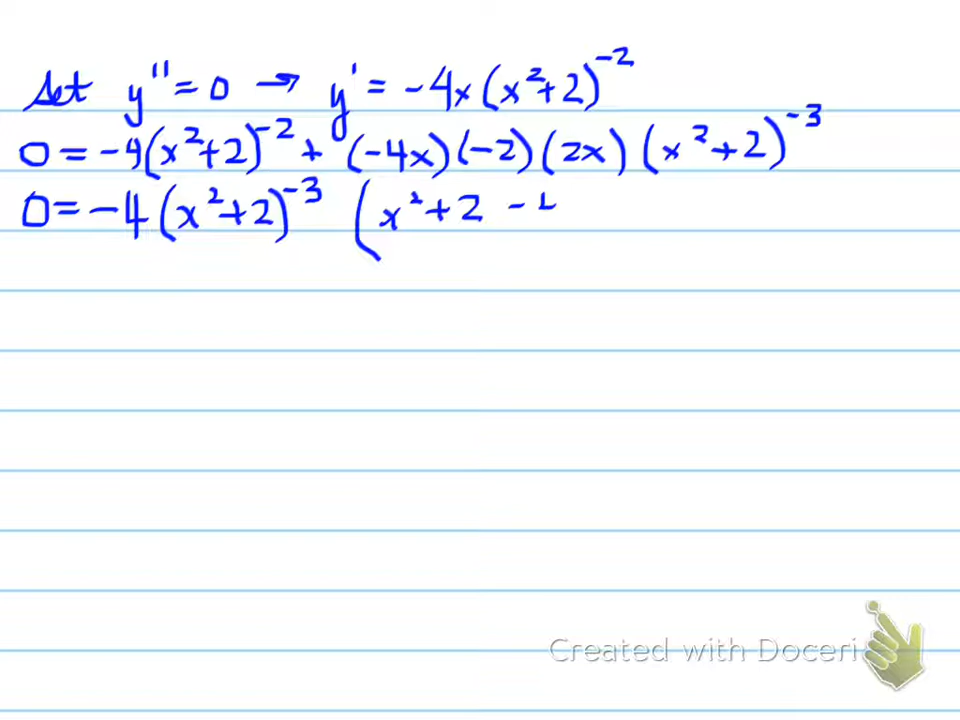 Set y'' = 0 → y' = -4x(x²+2)⁻²
0 = -4(x²+2)⁻² + (-4x)(-2)(2x)(x²+2)⁻³
0 = -4(x²+2)⁻³ (x²+2 - 4
Created with Doceri